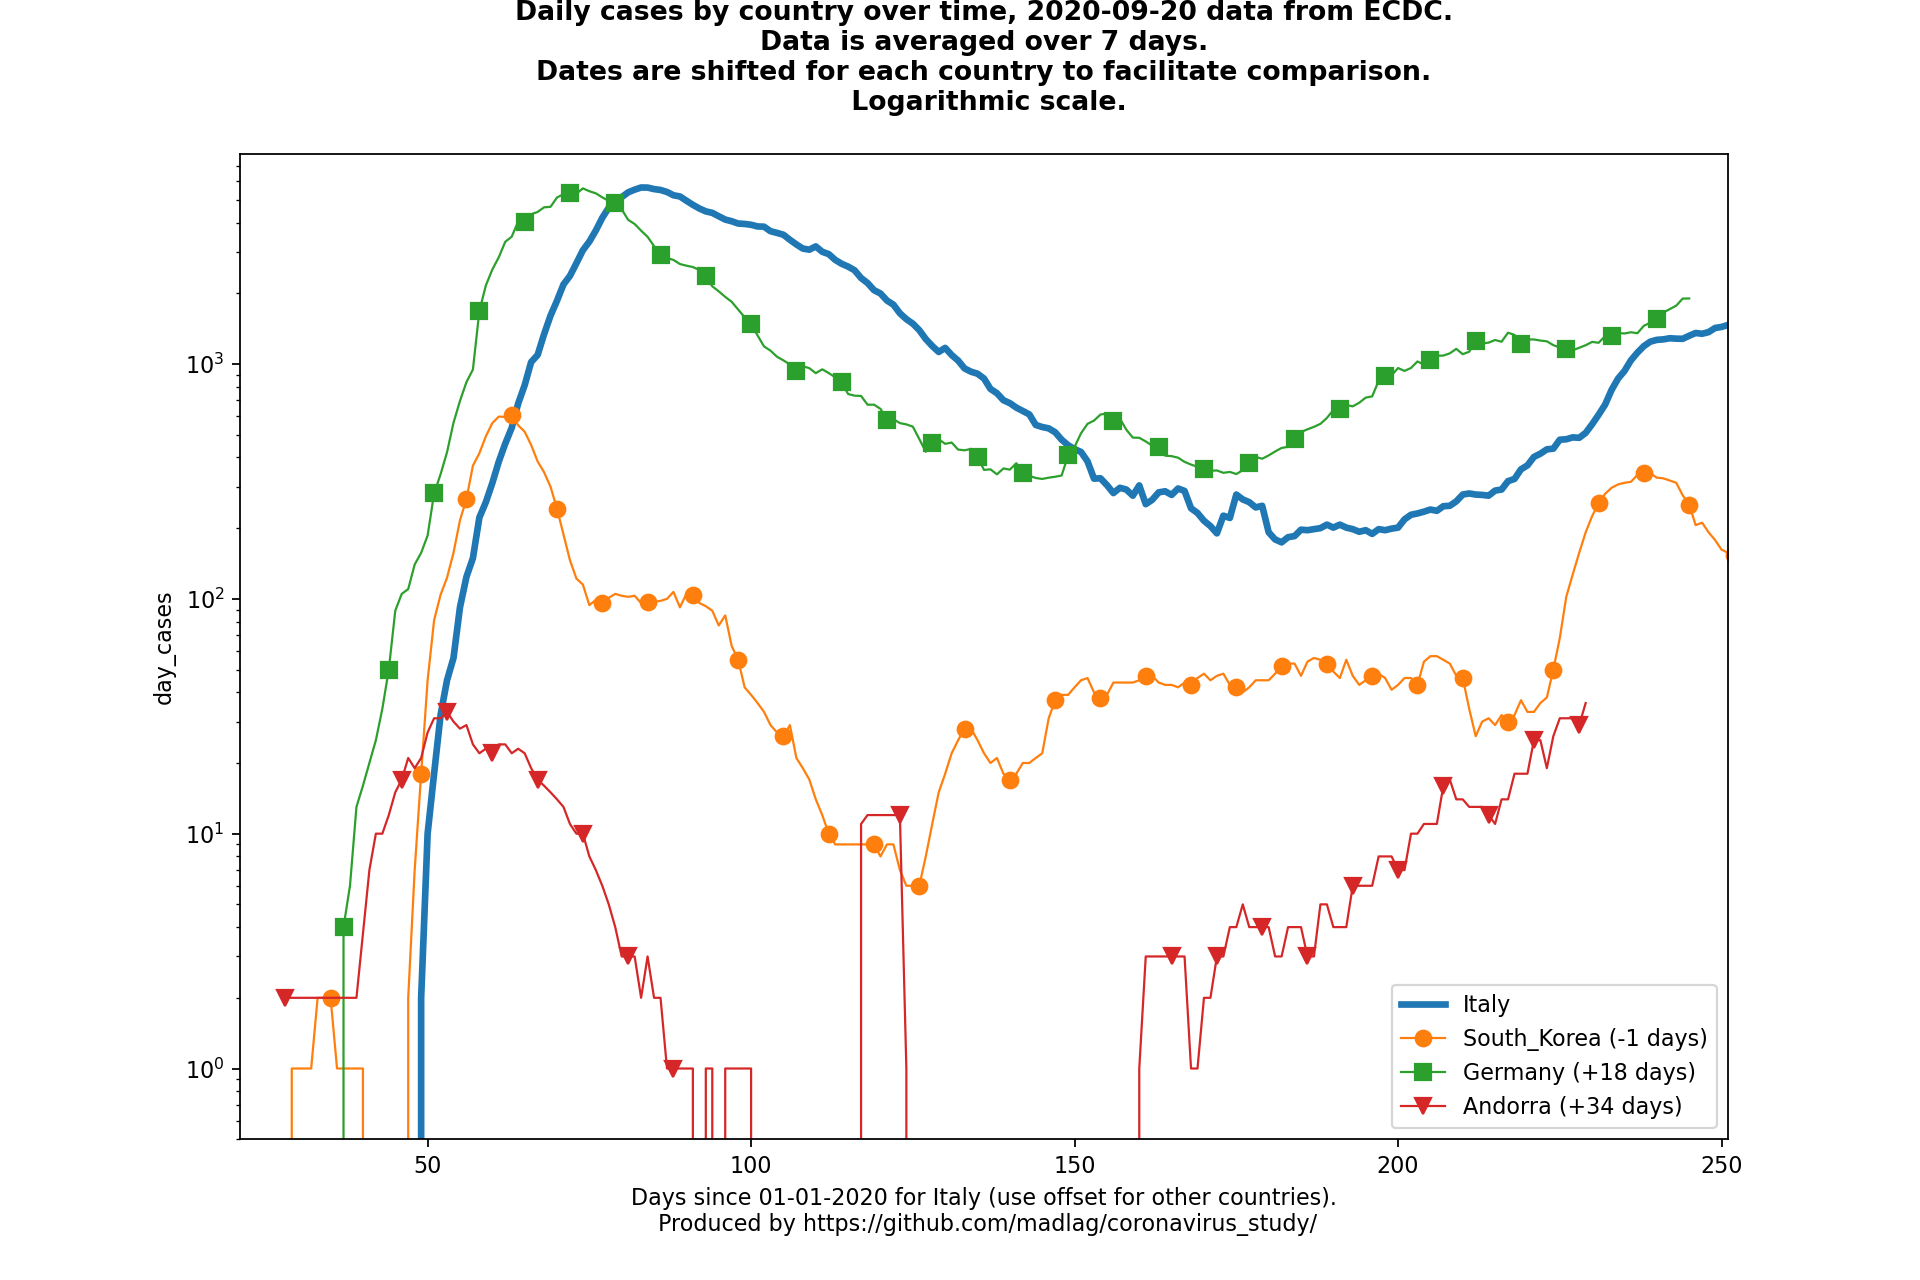 Daily cases by country over time, 2020-09-20 data from ECDC.
Data is averaged over 7 days.
Dates are shifted for each country to facilitate comparison.
Logarithmic scale.
10³
10²
10¹
10⁰
day_cases
50
100
150
200
250
Italy
South_Korea (-1 days)
Germany (+18 days)
Andorra (+34 days)
Days since 01-01-2020 for Italy (use offset for other countries).
Produced by https://github.com/madlag/coronavirus_study/